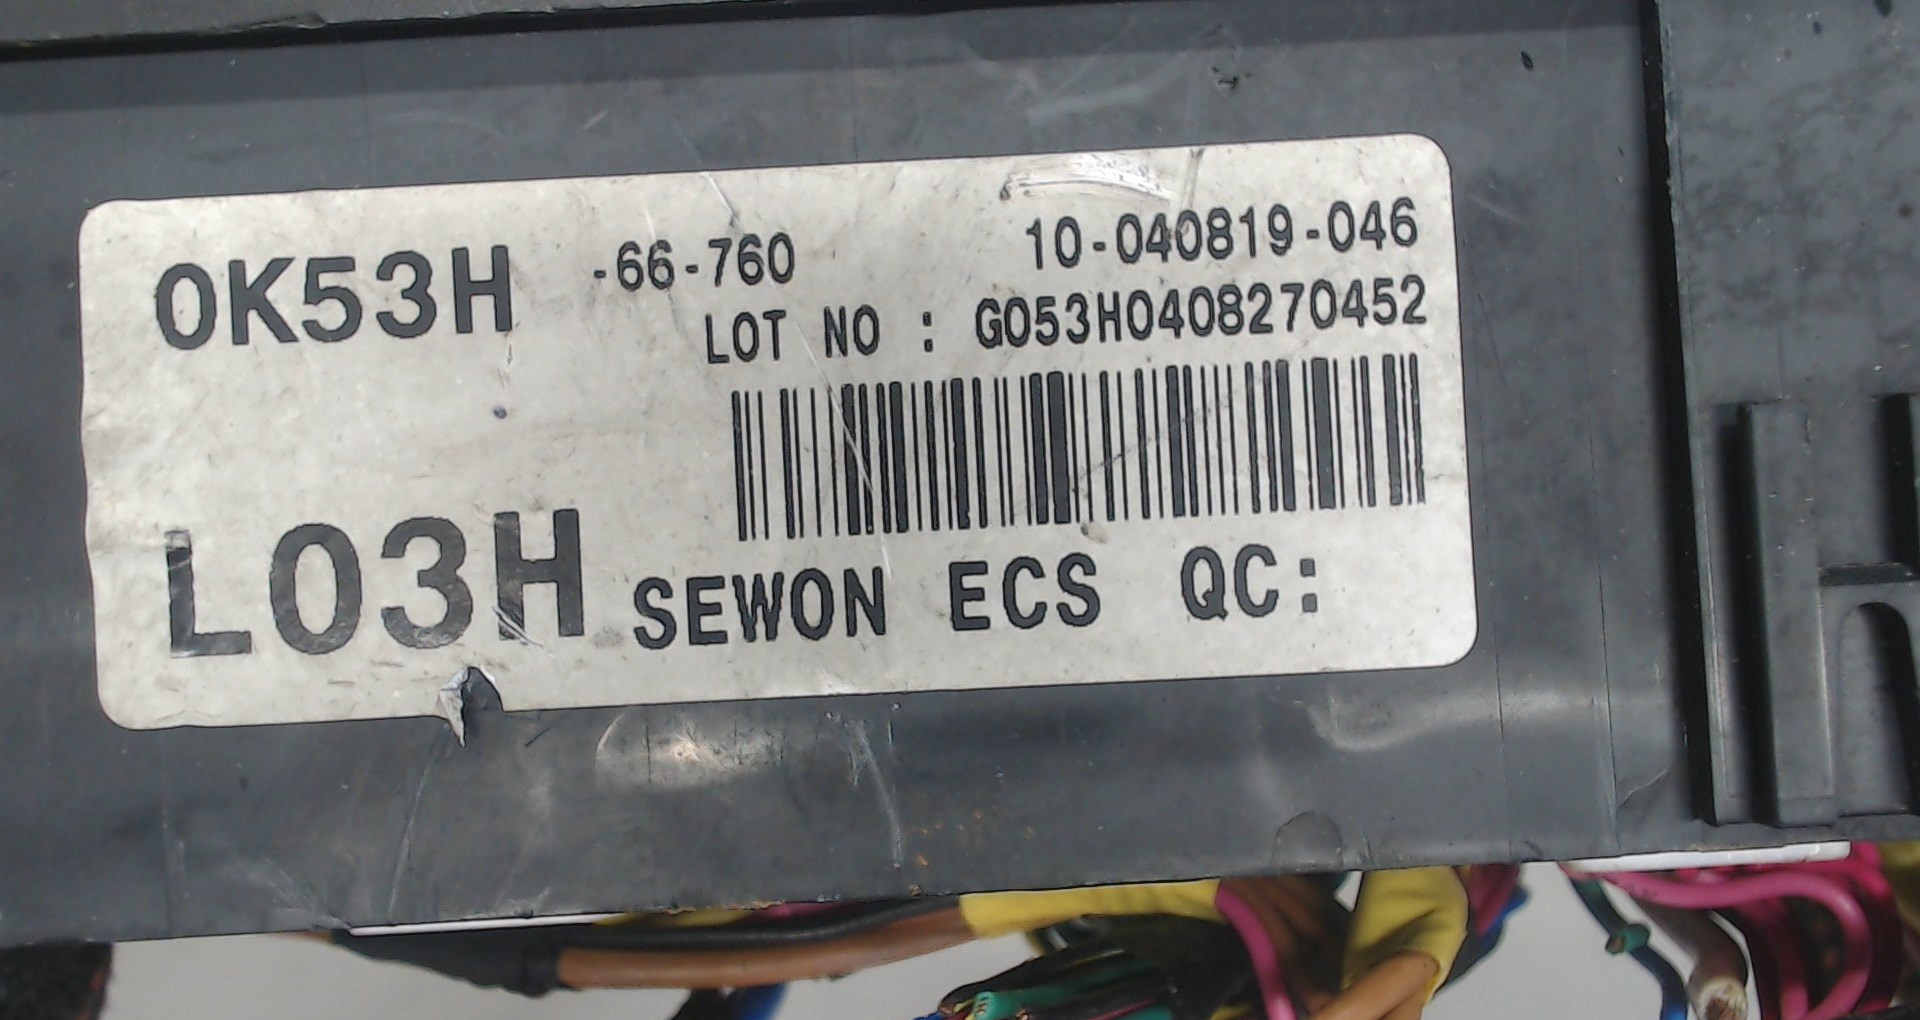 0K53H -66-760 10-040819-046
LOT NO : G053H0408270452
L03H SEWON ECS QC: